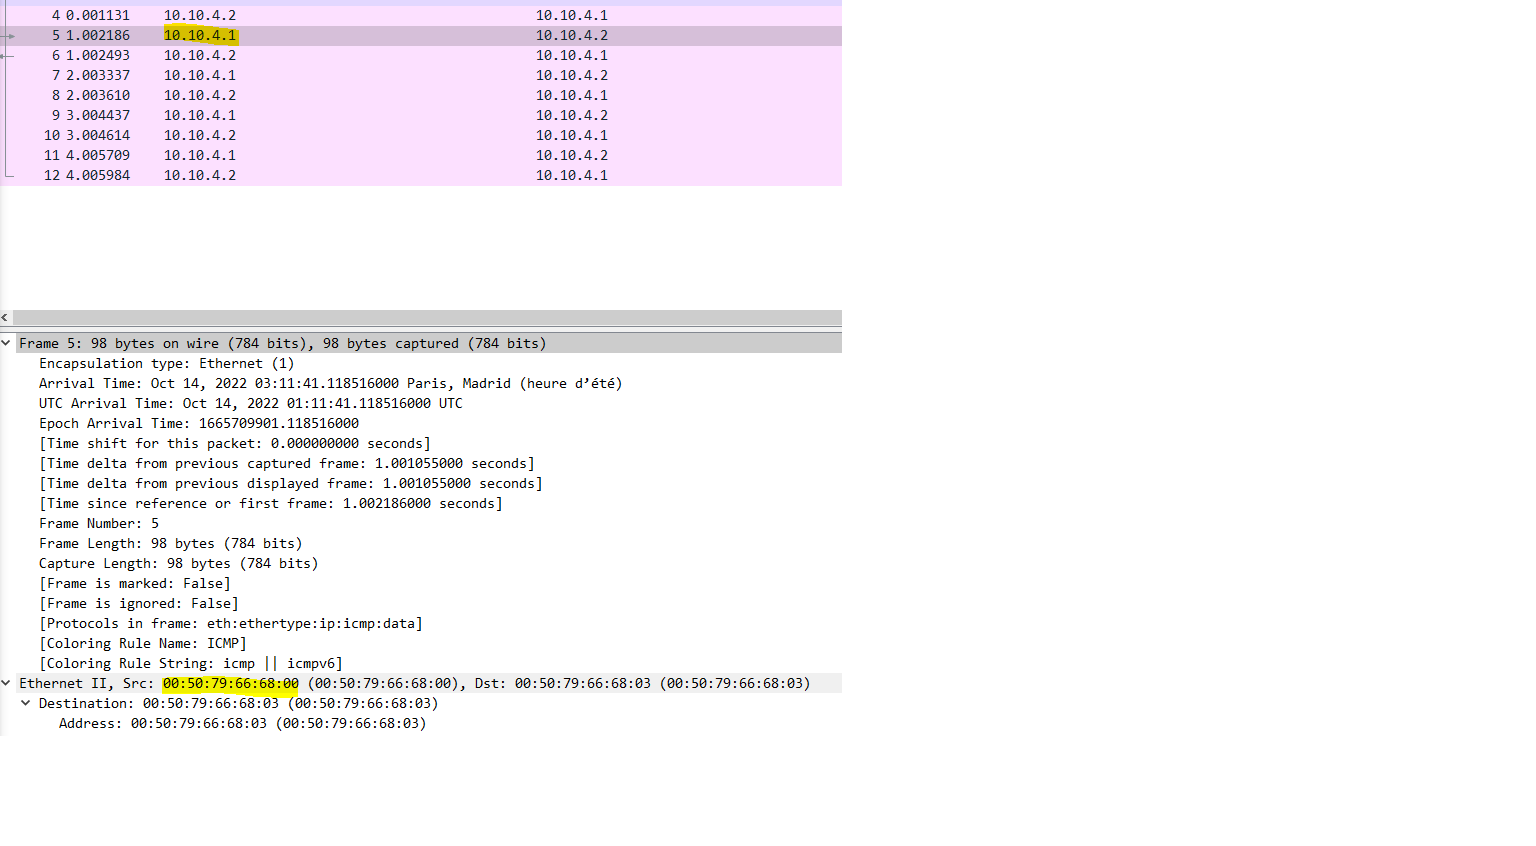 4 0.001131 10.10.4.2 10.10.4.1
5 1.002186 10.10.4.1 10.10.4.2
6 1.002493 10.10.4.2 10.10.4.1
7 2.003337 10.10.4.1 10.10.4.2
8 2.003610 10.10.4.2 10.10.4.1
9 3.004437 10.10.4.1 10.10.4.2
10 3.004614 10.10.4.2 10.10.4.1
11 4.005709 10.10.4.1 10.10.4.2
12 4.005984 10.10.4.2 10.10.4.1
Frame 5: 98 bytes on wire (784 bits), 98 bytes captured (784 bits)
Encapsulation type: Ethernet (1)
Arrival Time: Oct 14, 2022 03:11:41.118516000 Paris, Madrid (heure d’été)
UTC Arrival Time: Oct 14, 2022 01:11:41.118516000 UTC
Epoch Arrival Time: 1665709901.118516000
[Time shift for this packet: 0.000000000 seconds]
[Time delta from previous captured frame: 1.001055000 seconds]
[Time delta from previous displayed frame: 1.001055000 seconds]
[Time since reference or first frame: 1.002186000 seconds]
Frame Number: 5
Frame Length: 98 bytes (784 bits)
Capture Length: 98 bytes (784 bits)
[Frame is marked: False]
[Frame is ignored: False]
[Protocols in frame: eth:ethertype:ip:icmp:data]
[Coloring Rule Name: ICMP]
[Coloring Rule String: icmp || icmpv6]
Ethernet II, Src: 00:50:79:66:68:00 (00:50:79:66:68:00), Dst: 00:50:79:66:68:03 (00:50:79:66:68:03)
Destination: 00:50:79:66:68:03 (00:50:79:66:68:03)
Address: 00:50:79:66:68:03 (00:50:79:66:68:03)